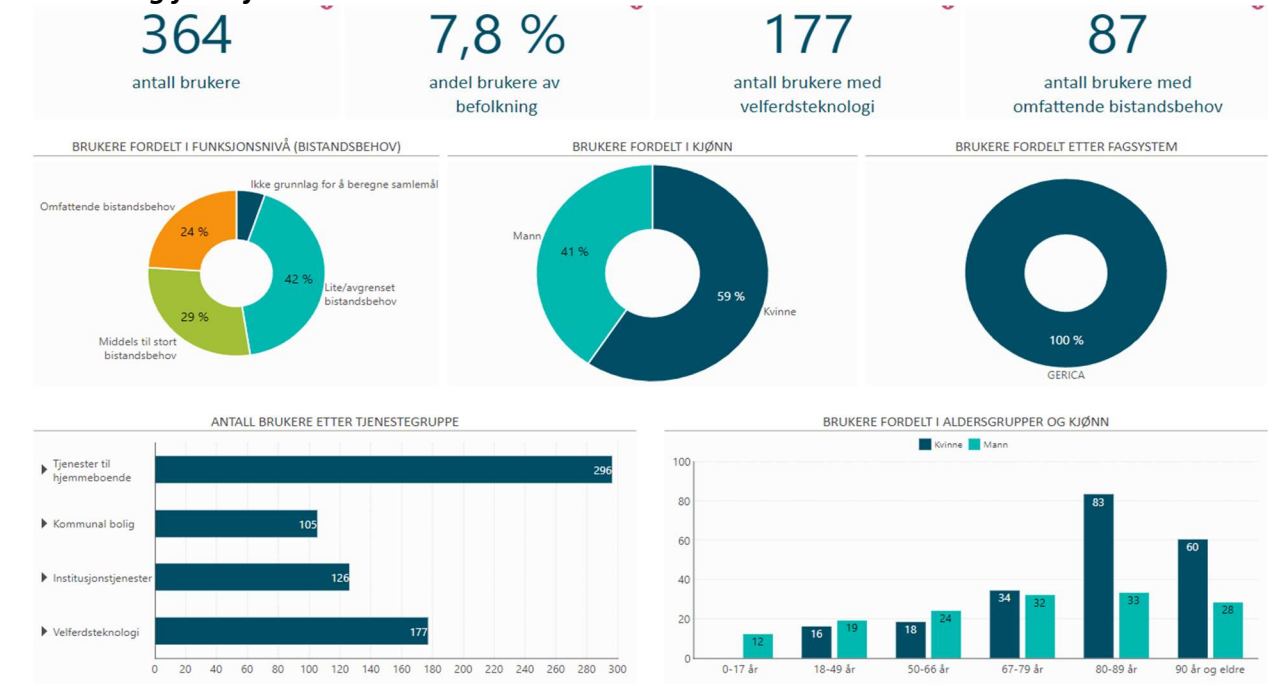 364
antall brukere
7,8 %
andel brukere av
befolkning
177
antall brukere med
velferdsteknologi
87
antall brukere med
omfattende bistandsbehov
BRUKERE FORDELT I FUNKSJONSNIVÅ (BISTANDSBEHOV)
Ikke grunnlag for å beregne samlemål
Omfattende bistandsbehov
24 %
42 %
Lite/avgrenset
bistandsbehov
29 %
Middels til stort
bistandsbehov
BRUKERE FORDELT I KJØNN
Mann
41 %
59 %
Kvinne
BRUKERE FORDELT ETTER FAGSYSTEM
100 %
GERICA
ANTALL BRUKERE ETTER TJENESTEGRUPPE
Tjenester til
hjemmeboende
296
Kommunal bolig
105
Institusjonstjenester
126
Velferdsteknologi
177
0 20 40 60 80 100 120 140 160 180 200 220 240 260 280 300
BRUKERE FORDELT I ALDERSGRUPPER OG KJØNN
Kvinne Mann
100
80
60
40
20
0
12
16 19
18 24
34 32
83 33
60 28
0-17 år 18-49 år 50-66 år 67-79 år 80-89 år 90 år og eldre